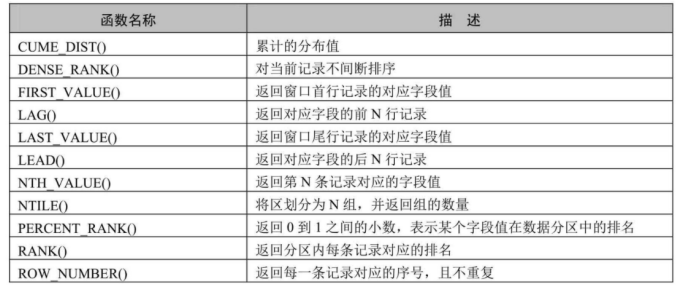 函数名称 描 述
CUME_DIST() 累计的分布值
DENSE_RANK() 对当前记录不间断排序
FIRST_VALUE() 返回窗口首行记录的对应字段值
LAG() 返回对应字段的前 N 行记录
LAST_VALUE() 返回窗口尾行记录的对应字段值
LEAD() 返回对应字段的后 N 行记录
NTH_VALUE() 返回第 N 条记录对应的字段值
NTILE() 将区划分为 N 组，并返回组的数量
PERCENT_RANK() 返回 0 到 1 之间的小数，表示某个字段值在数据分区中的排名
RANK() 返回分区内每条记录对应的排名
ROW_NUMBER() 返回每一条记录对应的序号，且不重复